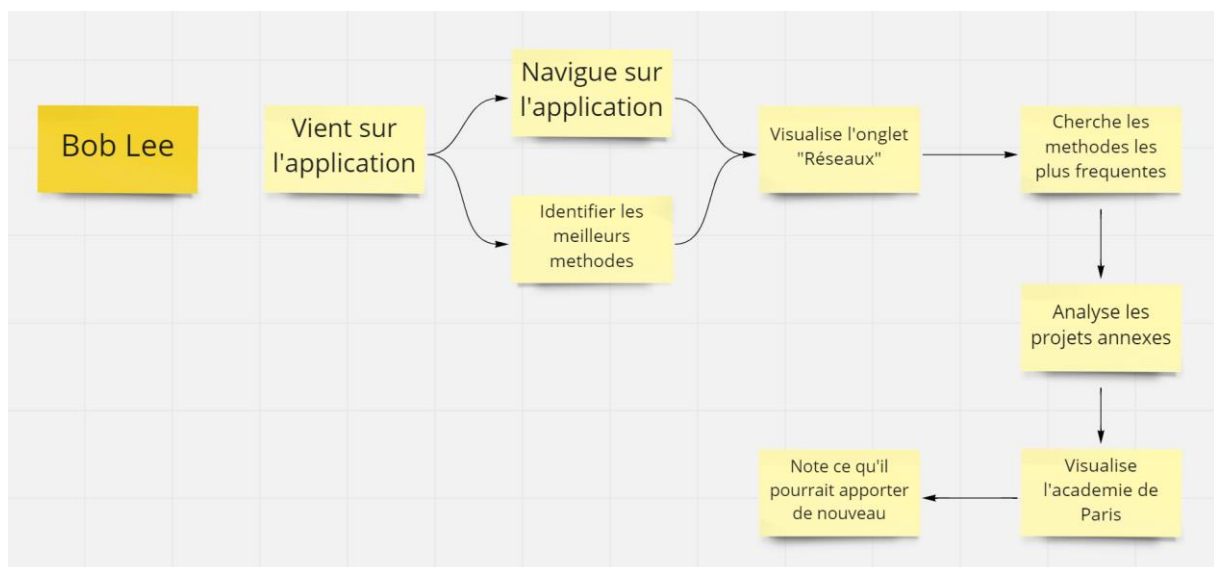 Bob Lee
Vient sur
l'application
Navigue sur
l'application
Identifier les
meilleurs
methodes
Visualise l'onglet
"Réseaux"
Cherche les
methodes les
plus frequentes
Analyse les
projets annexes
Visualise
l'academie de
Paris
Note ce qu'il
pourrait apporter
de nouveau